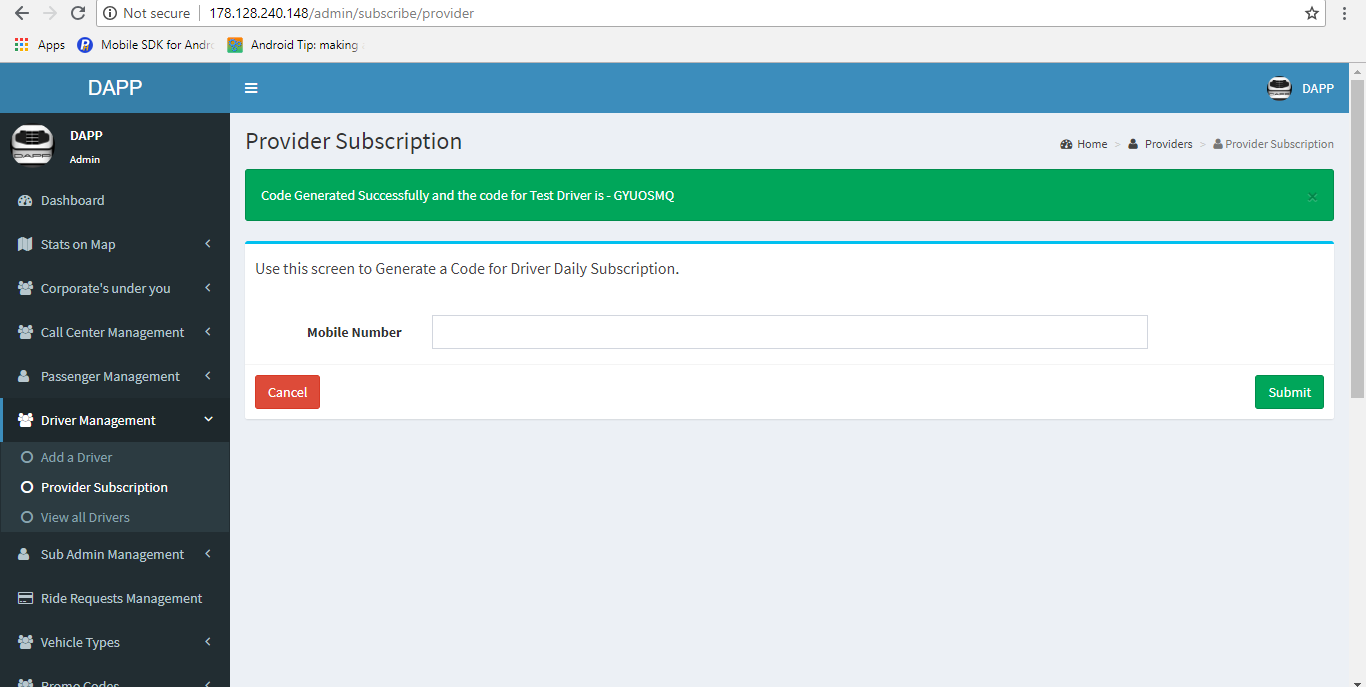 Not secure 178.128.240.148/admin/subscribe/provider
Apps Mobile SDK for Andr Android Tip: making
DAPP
DAPP
DAPP
Admin
Provider Subscription
Home > Providers > Provider Subscription
Code Generated Successfully and the code for Test Driver is - GYUOSMQ ×
Use this screen to Generate a Code for Driver Daily Subscription.
Mobile Number
Cancel
Submit
Dashboard
Stats on Map
Corporate's under you
Call Center Management
Passenger Management
Driver Management
Add a Driver
Provider Subscription
View all Drivers
Sub Admin Management
Ride Requests Management
Vehicle Types
Promo Codes